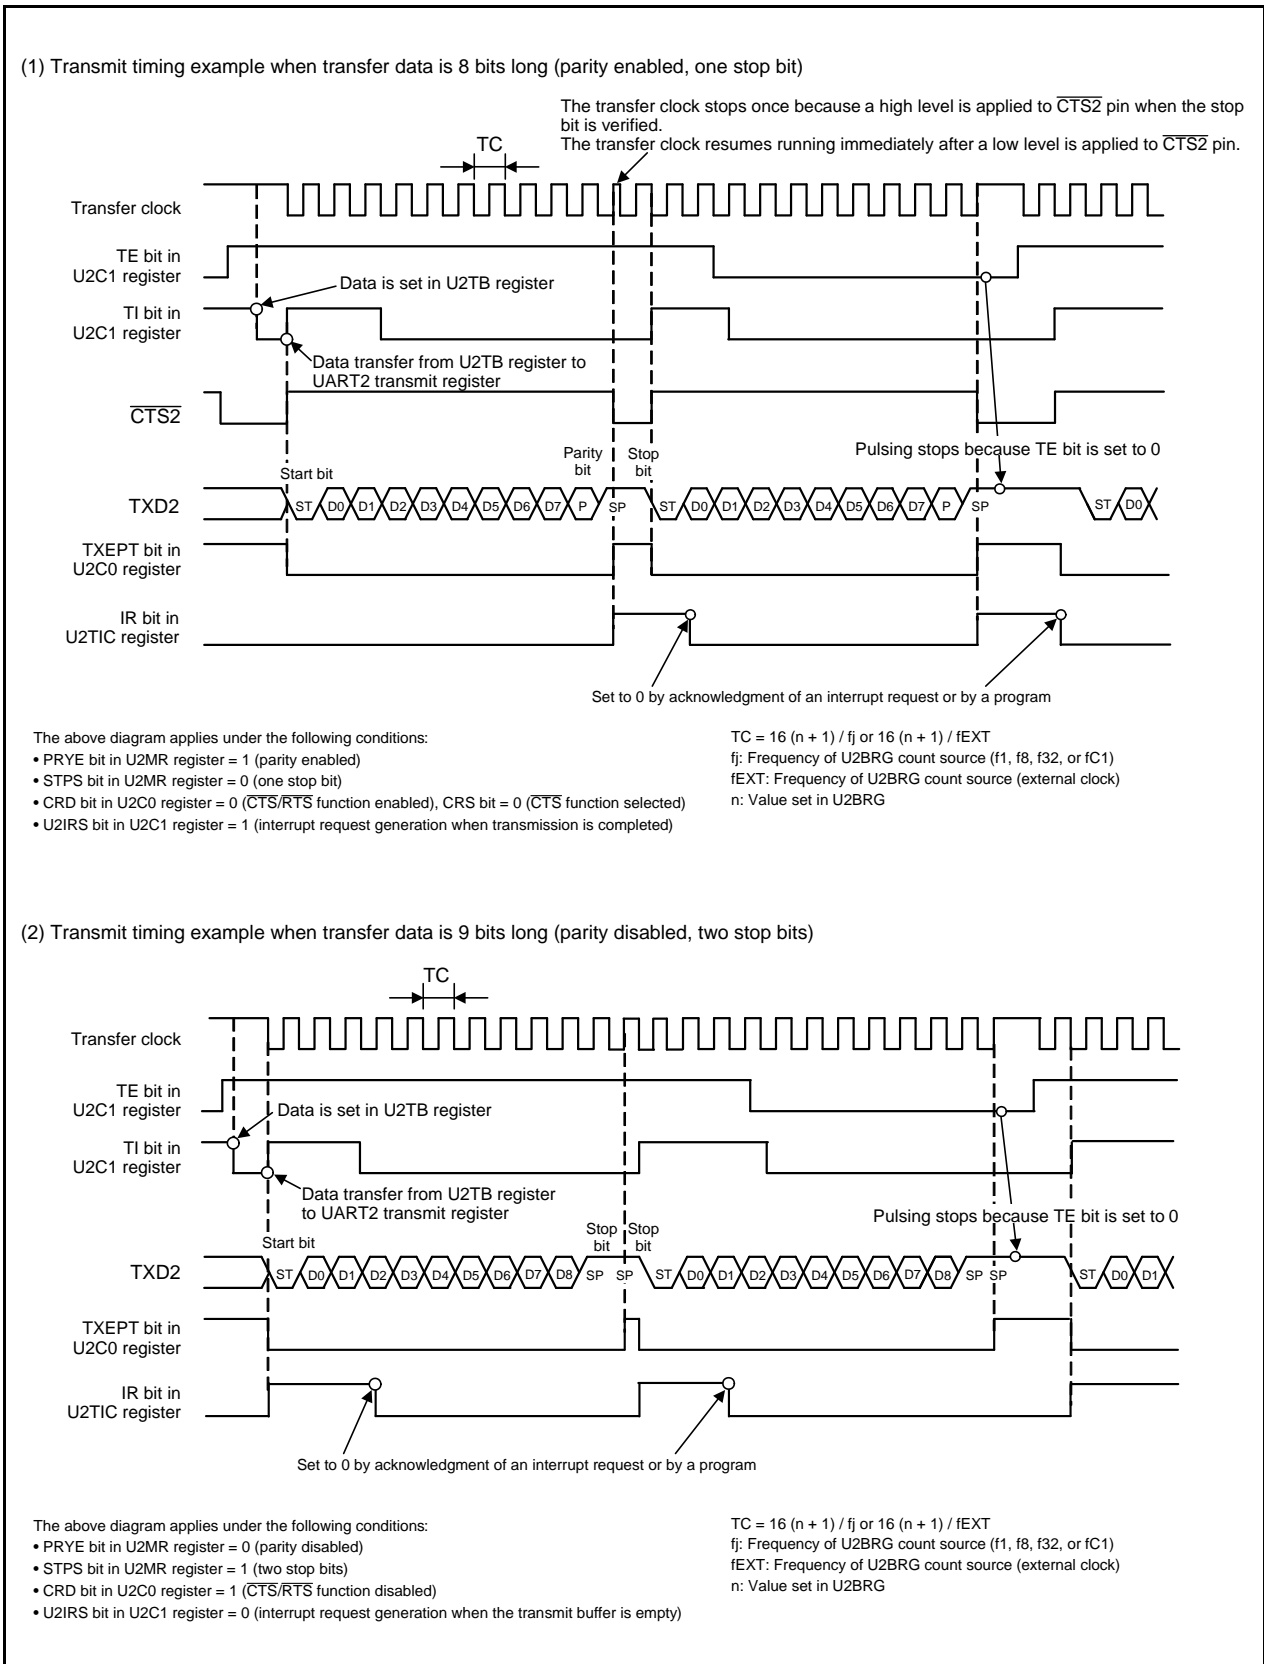 (1) Transmit timing example when transfer data is 8 bits long (parity enabled, one stop bit)
The transfer clock stops once because a high level is applied to CTS2 pin when the stop
bit is verified.
The transfer clock resumes running immediately after a low level is applied to CTS2 pin.
TC
Transfer clock
TE bit in
U2C1 register
Data is set in U2TB register
TI bit in
U2C1 register
Data transfer from U2TB register to
UART2 transmit register
CTS2
Pulsing stops because TE bit is set to 0
Start bit
Parity
bit
Stop
bit
TXD2
ST D0 D1 D2 D3 D4 D5 D6 D7 P SP ST D0 D1 D2 D3 D4 D5 D6 D7 P SP ST D0
TXEPT bit in
U2C0 register
IR bit in
U2TIC register
Set to 0 by acknowledgment of an interrupt request or by a program
The above diagram applies under the following conditions:
• PRYE bit in U2MR register = 1 (parity enabled)
• STPS bit in U2MR register = 0 (one stop bit)
• CRD bit in U2C0 register = 0 (CTS/RTS function enabled), CRS bit = 0 (CTS function selected)
• U2IRS bit in U2C1 register = 1 (interrupt request generation when transmission is completed)
TC = 16 (n + 1) / fj or 16 (n + 1) / fEXT
fj: Frequency of U2BRG count source (f1, f8, f32, or fC1)
fEXT: Frequency of U2BRG count source (external clock)
n: Value set in U2BRG
(2) Transmit timing example when transfer data is 9 bits long (parity disabled, two stop bits)
TC
Transfer clock
TE bit in
U2C1 register
Data is set in U2TB register
TI bit in
U2C1 register
Data transfer from U2TB register
to UART2 transmit register
Pulsing stops because TE bit is set to 0
Start bit
Stop
bit
Stop
bit
TXD2
ST D0 D1 D2 D3 D4 D5 D6 D7 D8 SP SP ST D0 D1 D2 D3 D4 D5 D6 D7 D8 SP SP ST D0 D1
TXEPT bit in
U2C0 register
IR bit in
U2TIC register
Set to 0 by acknowledgment of an interrupt request or by a program
The above diagram applies under the following conditions:
• PRYE bit in U2MR register = 0 (parity disabled)
• STPS bit in U2MR register = 1 (two stop bits)
• CRD bit in U2C0 register = 1 (CTS/RTS function disabled)
• U2IRS bit in U2C1 register = 0 (interrupt request generation when the transmit buffer is empty)
TC = 16 (n + 1) / fj or 16 (n + 1) / fEXT
fj: Frequency of U2BRG count source (f1, f8, f32, or fC1)
fEXT: Frequency of U2BRG count source (external clock)
n: Value set in U2BRG